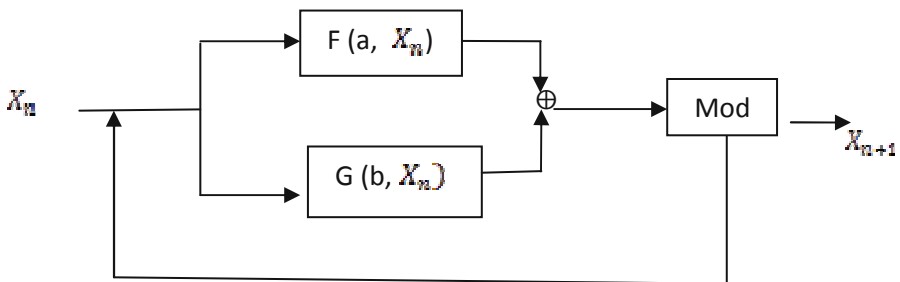 F (a, Xₙ)
Xₙ
⊕
Mod
Xₙ₊₁
G (b, Xₙ)